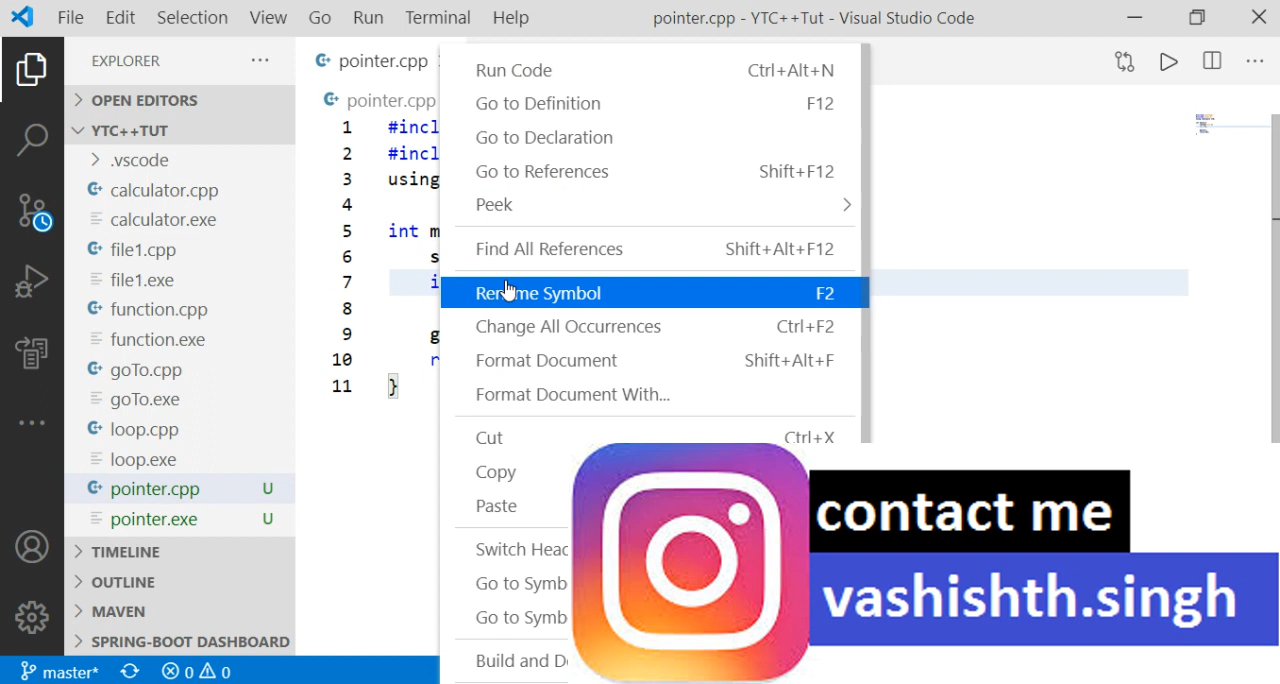 File Edit Selection View Go Run Terminal Help
pointer.cpp - YTC++Tut - Visual Studio Code
EXPLORER
OPEN EDITORS
YTC++TUT
.vscode
calculator.cpp
calculator.exe
file1.cpp
file1.exe
function.cpp
function.exe
goTo.cpp
goTo.exe
loop.cpp
loop.exe
pointer.cpp U
pointer.exe U
TIMELINE
OUTLINE
MAVEN
SPRING-BOOT DASHBOARD
master* 0 0
pointer.cpp
pointer.cpp
1 #incl
2 #incl
3 using
4
5 int m
6 s
7 i
8
9 g
10 r
11 }
Run Code Ctrl+Alt+N
Go to Definition F12
Go to Declaration
Go to References Shift+F12
Peek
Find All References Shift+Alt+F12
Rename Symbol F2
Change All Occurrences Ctrl+F2
Format Document Shift+Alt+F
Format Document With...
Cut Ctrl+X
Copy
Paste
Switch Head
Go to Symb
Go to Symb
Build and D
contact me
vashishth.singh